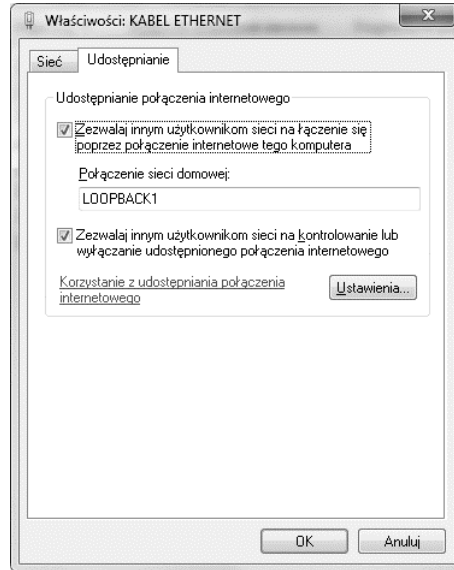 Właściwości: KABEL ETHERNET
Sieć
Udostępnianie
Udostępnianie połączenia internetowego
Zezwalaj innym użytkownikom sieci na łączenie się
poprzez połączenie internetowe tego komputera
Połączenie sieci domowej:
LOOPBACK1
Zezwalaj innym użytkownikom sieci na kontrolowanie lub
wyłączanie udostępnionego połączenia internetowego
Korzystanie z udostępniania połączenia
internetowego
Ustawienia...
OK
Anuluj